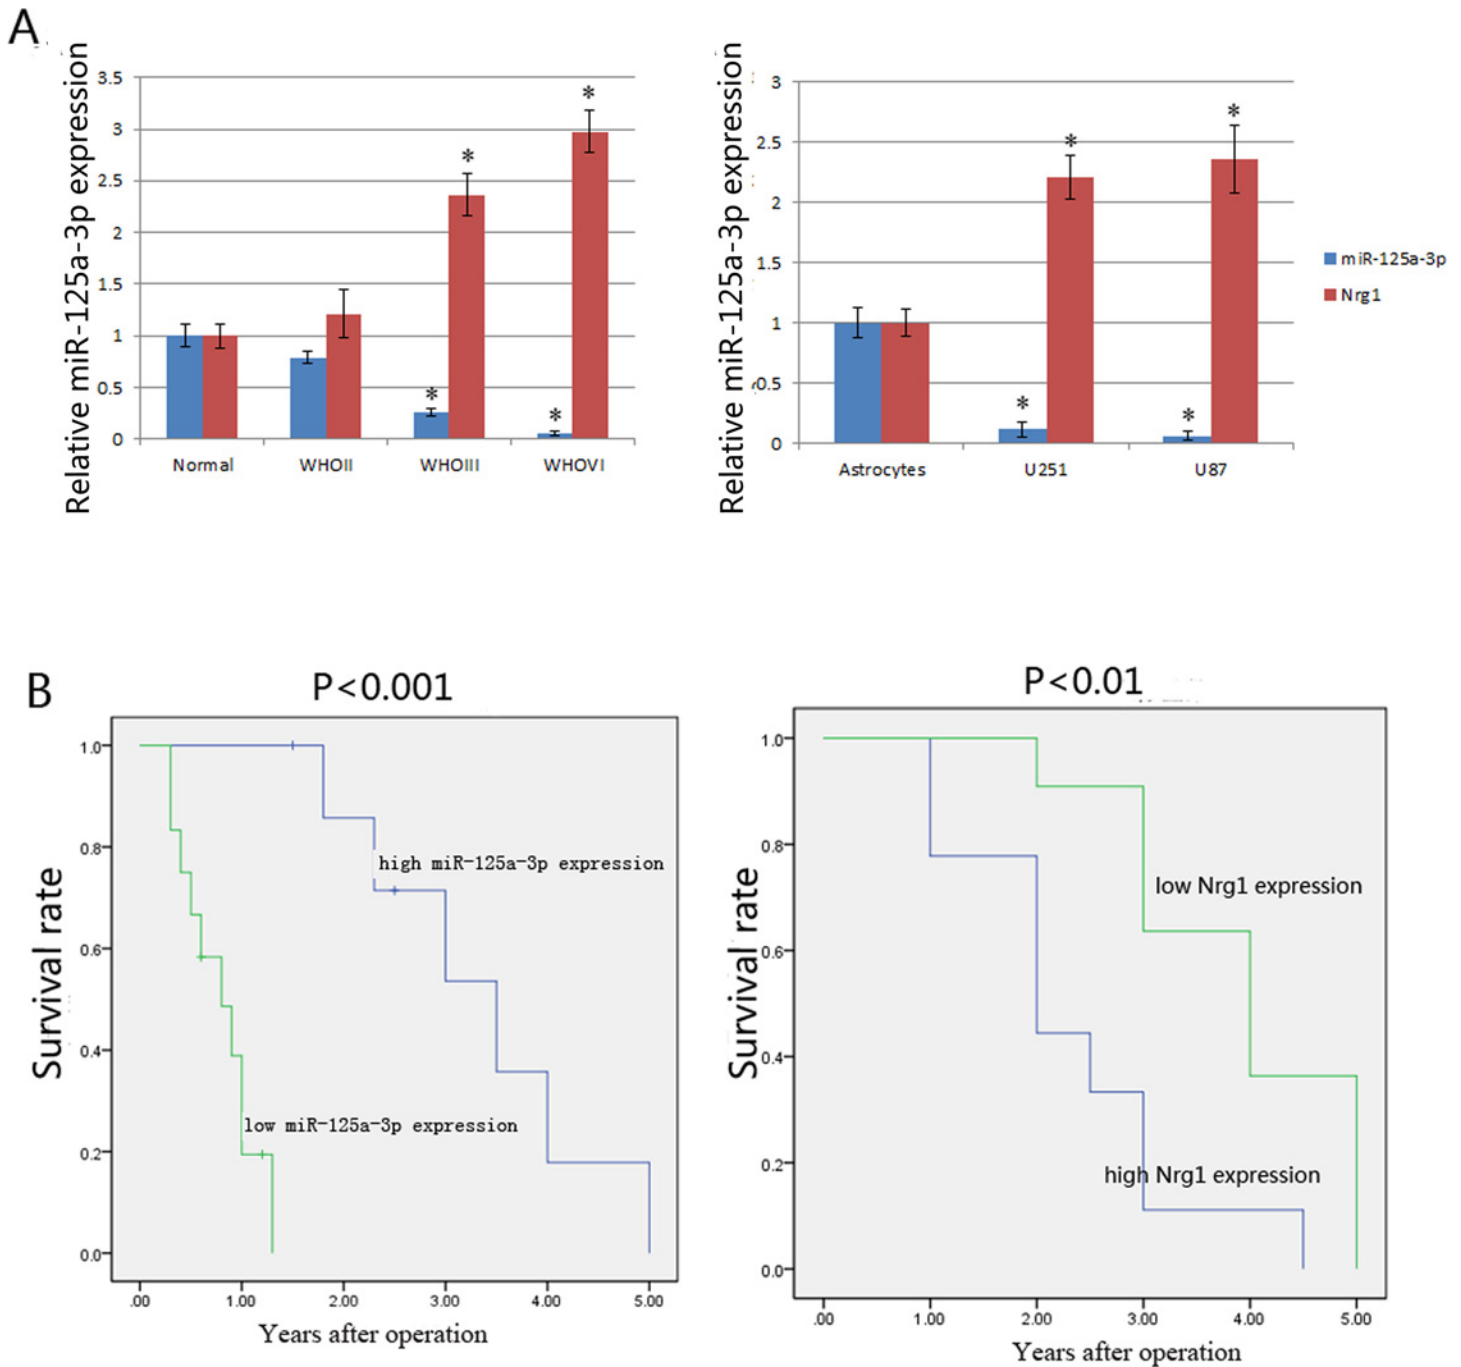 A
Relative miR-125a-3p expression
3.5
3
2.5
2
1.5
1
0.5
0
*
*
*
*
Normal
WHOII
WHOIII
WHOVI
Relative miR-125a-3p expression
3
2.5
2
1.5
1
0.5
0
*
*
*
*
Astrocytes
U251
U87
miR-125a-3p
Nrg1
B
P<0.001
Survival rate
1.0
0.8
0.6
0.4
0.2
0.0
high miR-125a-3p expression
low miR-125a-3p expression
.00
1.00
2.00
3.00
4.00
5.00
Years after operation
P<0.01
Survival rate
1.0
0.8
0.6
0.4
0.2
0.0
low Nrg1 expression
high Nrg1 expression
.00
1.00
2.00
3.00
4.00
5.00
Years after operation